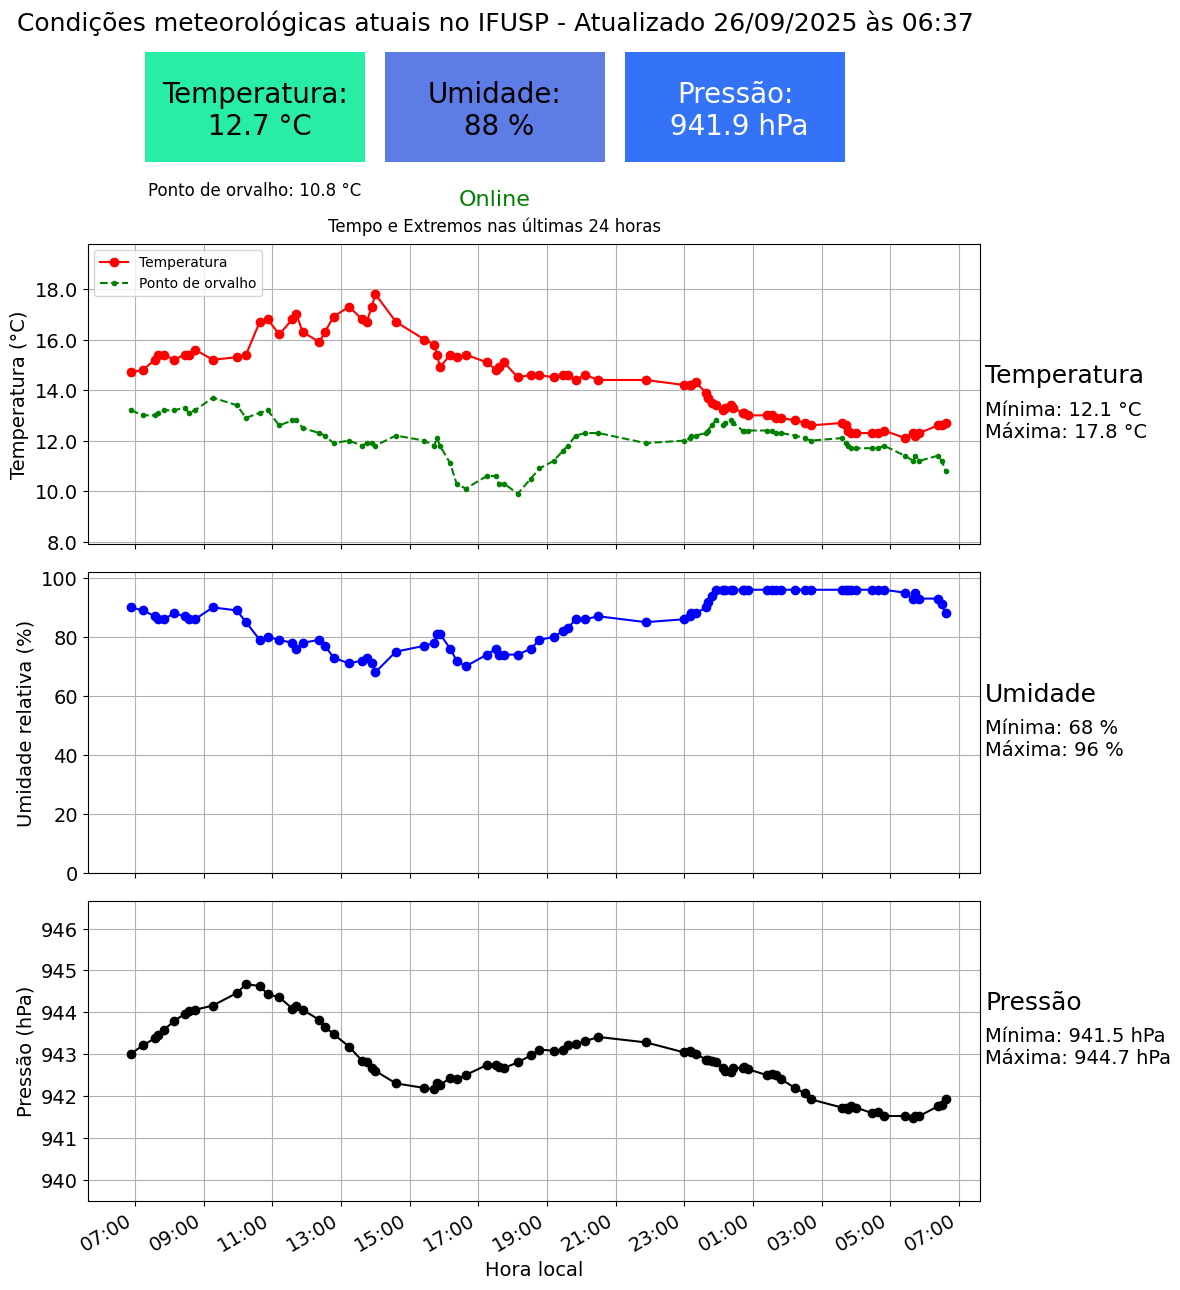 Condições meteorológicas atuais no IFUSP - Atualizado 26/09/2025 às 06:37
Temperatura:
12.7 °C
Umidade:
88 %
Pressão:
941.9 hPa
Ponto de orvalho: 10.8 °C
Online
Tempo e Extremos nas últimas 24 horas
Temperatura
Ponto de orvalho
Temperatura (°C)
18.0
16.0
14.0
12.0
10.0
8.0
Temperatura
Mínima: 12.1 °C
Máxima: 17.8 °C
Umidade relativa (%)
100
80
60
40
20
0
Umidade
Mínima: 68 %
Máxima: 96 %
Pressão (hPa)
946
945
944
943
942
941
940
Pressão
Mínima: 941.5 hPa
Máxima: 944.7 hPa
07:00 09:00 11:00 13:00 15:00 17:00 19:00 21:00 23:00 01:00 03:00 05:00 07:00
Hora local